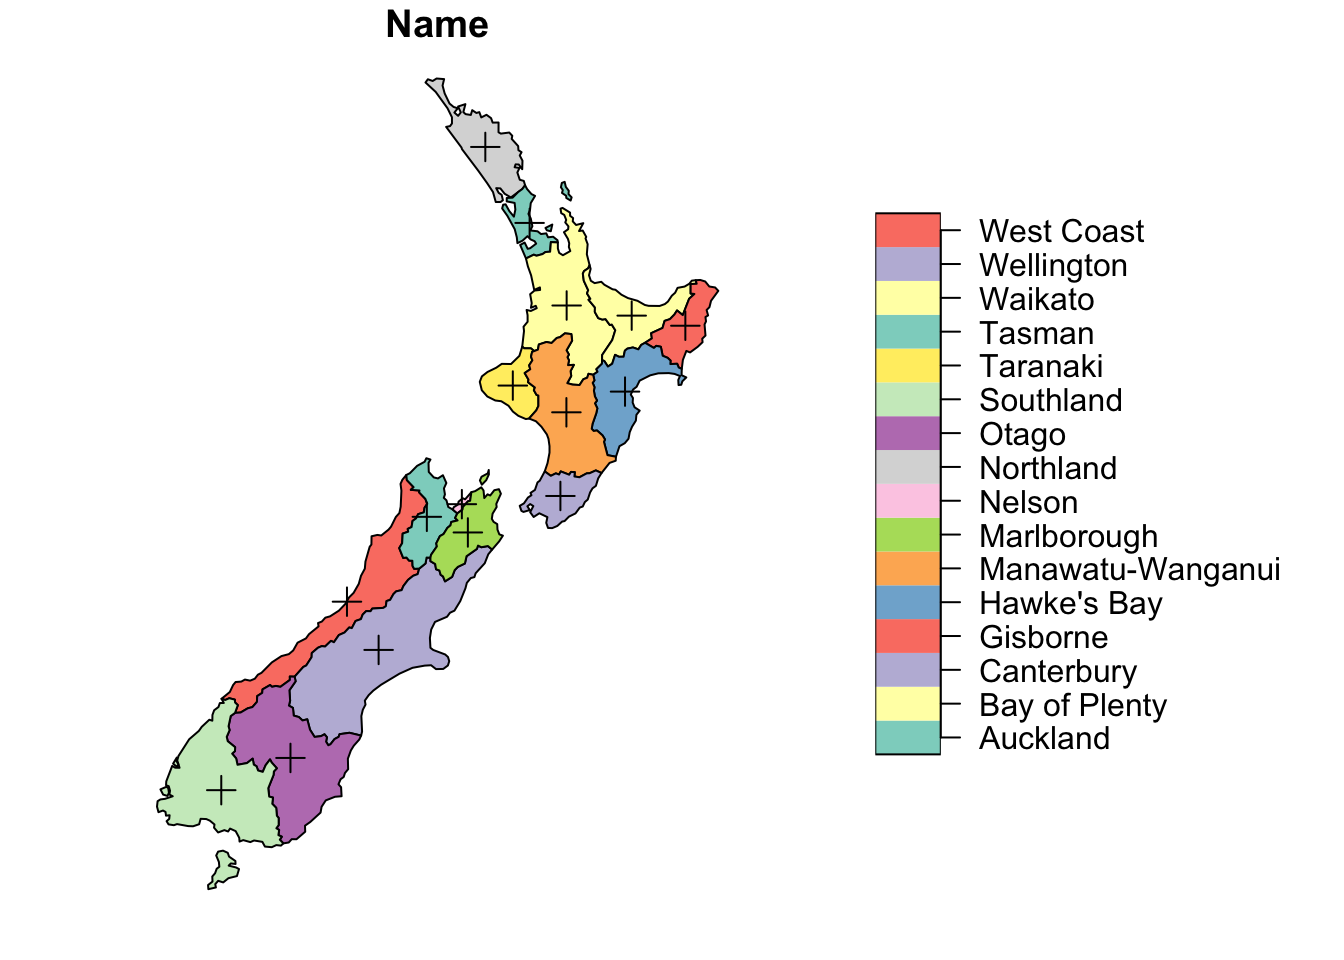 Name
West Coast
Wellington
Waikato
Tasman
Taranaki
Southland
Otago
Northland
Nelson
Marlborough
Manawatu-Wanganui
Hawke's Bay
Gisborne
Canterbury
Bay of Plenty
Auckland